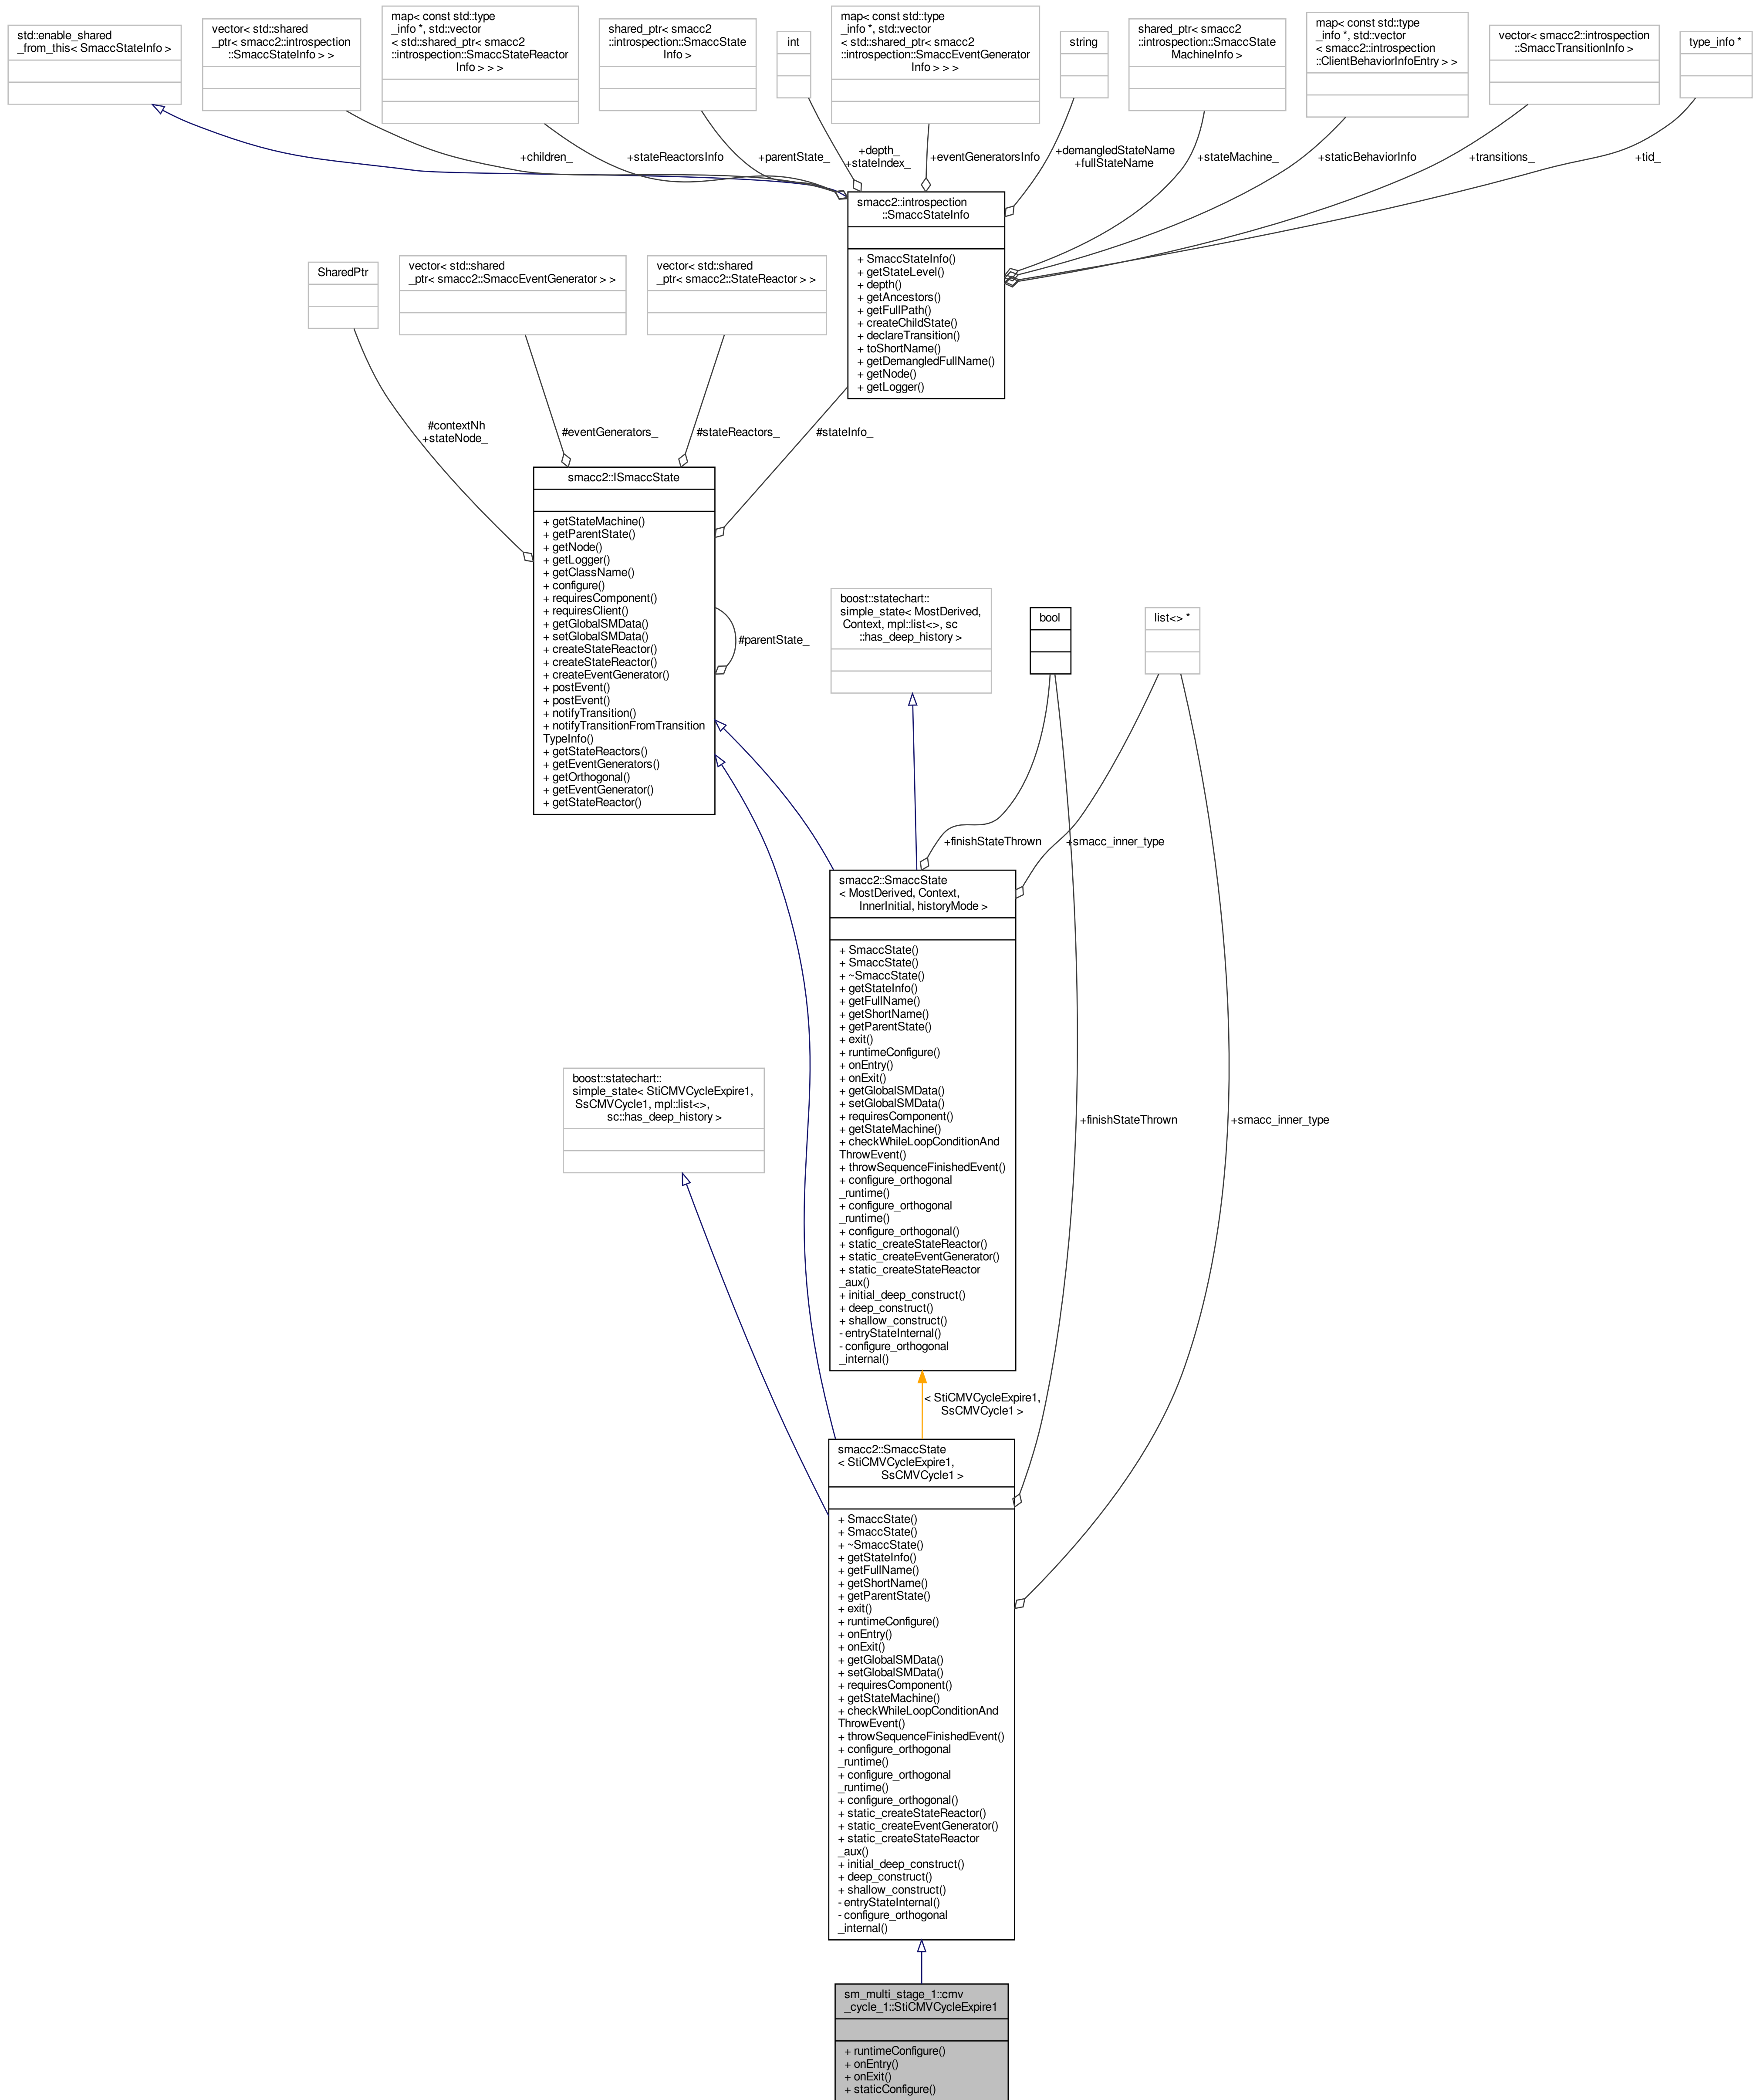 std::enable_shared
_from_this< SmaccStateInfo >
vector< std::shared
_ptr< smacc2::introspection
::SmaccStateInfo > >
map< const std::type
_info *, std::vector
< std::shared_ptr< smacc2
::introspection::SmaccStateReactor
Info > > >
shared_ptr< smacc2
::introspection::SmaccState
Info >
int
map< const std::type
_info *, std::vector
< std::shared_ptr< smacc2
::introspection::SmaccEventGenerator
Info > > >
string
shared_ptr< smacc2
::introspection::SmaccState
MachineInfo >
map< const std::type
_info *, std::vector
< smacc2::introspection
::ClientBehaviorInfoEntry > >
vector< smacc2::introspection
::SmaccTransitionInfo >
type_info *
+children_
+stateReactorsInfo
+parentState_
+depth_
+stateIndex_
+eventGeneratorsInfo
+demangledStateName
+fullStateName
+stateMachine_
+staticBehaviorInfo
+transitions_
+tid_
smacc2::introspection
::SmaccStateInfo
+ SmaccStateInfo()
+ getStateLevel()
+ depth()
+ getAncestors()
+ getFullPath()
+ createChildState()
+ declareTransition()
+ toShortName()
+ getDemangledFullName()
+ getNode()
+ getLogger()
SharedPtr
vector< std::shared
_ptr< smacc2::SmaccEventGenerator > >
vector< std::shared
_ptr< smacc2::StateReactor > >
#contextNh
+stateNode_
#eventGenerators_
#stateReactors_
#stateInfo_
smacc2::ISmaccState
+ getStateMachine()
+ getParentState()
+ getNode()
+ getLogger()
+ getClassName()
+ configure()
+ requiresComponent()
+ requiresClient()
+ getGlobalSMData()
+ setGlobalSMData()
+ createStateReactor()
+ createStateReactor()
+ createEventGenerator()
+ postEvent()
+ postEvent()
+ notifyTransition()
+ notifyTransitionFromTransition
TypeInfo()
+ getStateReactors()
+ getEventGenerators()
+ getOrthogonal()
+ getEventGenerator()
+ getStateReactor()
#parentState_
boost::statechart::
simple_state< MostDerived,
Context, mpl::list<>, sc
::has_deep_history >
bool
list<> *
+finishStateThrown
+smacc_inner_type
smacc2::SmaccState
< MostDerived, Context,
InnerInitial, historyMode >
+ SmaccState()
+ SmaccState()
+ ~SmaccState()
+ getStateInfo()
+ getFullName()
+ getShortName()
+ getParentState()
+ exit()
+ runtimeConfigure()
+ onEntry()
+ onExit()
+ getGlobalSMData()
+ setGlobalSMData()
+ requiresComponent()
+ getStateMachine()
+ checkWhileLoopConditionAnd
ThrowEvent()
+ throwSequenceFinishedEvent()
+ configure_orthogonal
_runtime()
+ configure_orthogonal
_runtime()
+ configure_orthogonal()
+ static_createStateReactor()
+ static_createEventGenerator()
+ static_createStateReactor
_aux()
+ initial_deep_construct()
+ deep_construct()
+ shallow_construct()
- entryStateInternal()
- configure_orthogonal
_internal()
boost::statechart::
simple_state< StiCMVCycleExpire1,
SsCMVCycle1, mpl::list<>,
sc::has_deep_history >
+finishStateThrown
+smacc_inner_type
< StiCMVCycleExpire1,
SsCMVCycle1 >
smacc2::SmaccState
< StiCMVCycleExpire1,
SsCMVCycle1 >
+ SmaccState()
+ SmaccState()
+ ~SmaccState()
+ getStateInfo()
+ getFullName()
+ getShortName()
+ getParentState()
+ exit()
+ runtimeConfigure()
+ onEntry()
+ onExit()
+ getGlobalSMData()
+ setGlobalSMData()
+ requiresComponent()
+ getStateMachine()
+ checkWhileLoopConditionAnd
ThrowEvent()
+ throwSequenceFinishedEvent()
+ configure_orthogonal
_runtime()
+ configure_orthogonal
_runtime()
+ configure_orthogonal()
+ static_createStateReactor()
+ static_createEventGenerator()
+ static_createStateReactor
_aux()
+ initial_deep_construct()
+ deep_construct()
+ shallow_construct()
- entryStateInternal()
- configure_orthogonal
_internal()
sm_multi_stage_1::cmv
_cycle_1::StiCMVCycleExpire1
+ runtimeConfigure()
+ onEntry()
+ onExit()
+ staticConfigure()